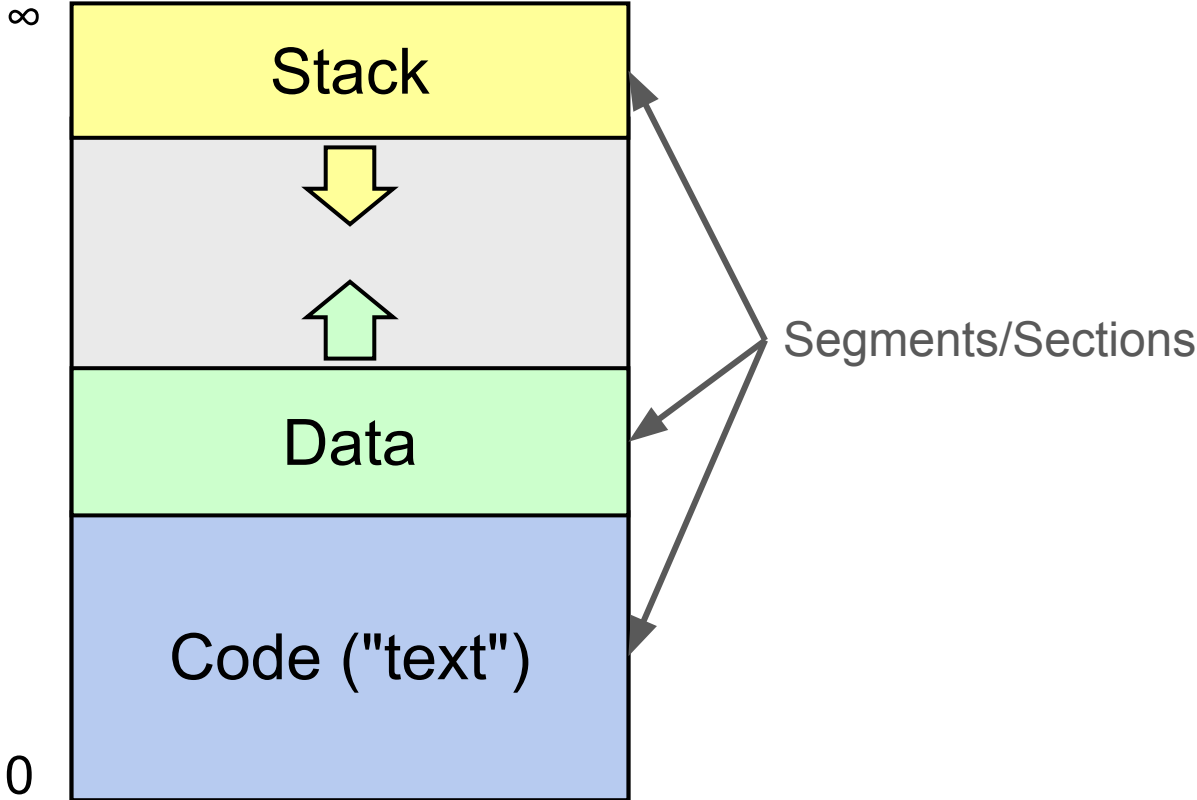 ∞
Stack
Segments/Sections
Data
Code ("text")
0